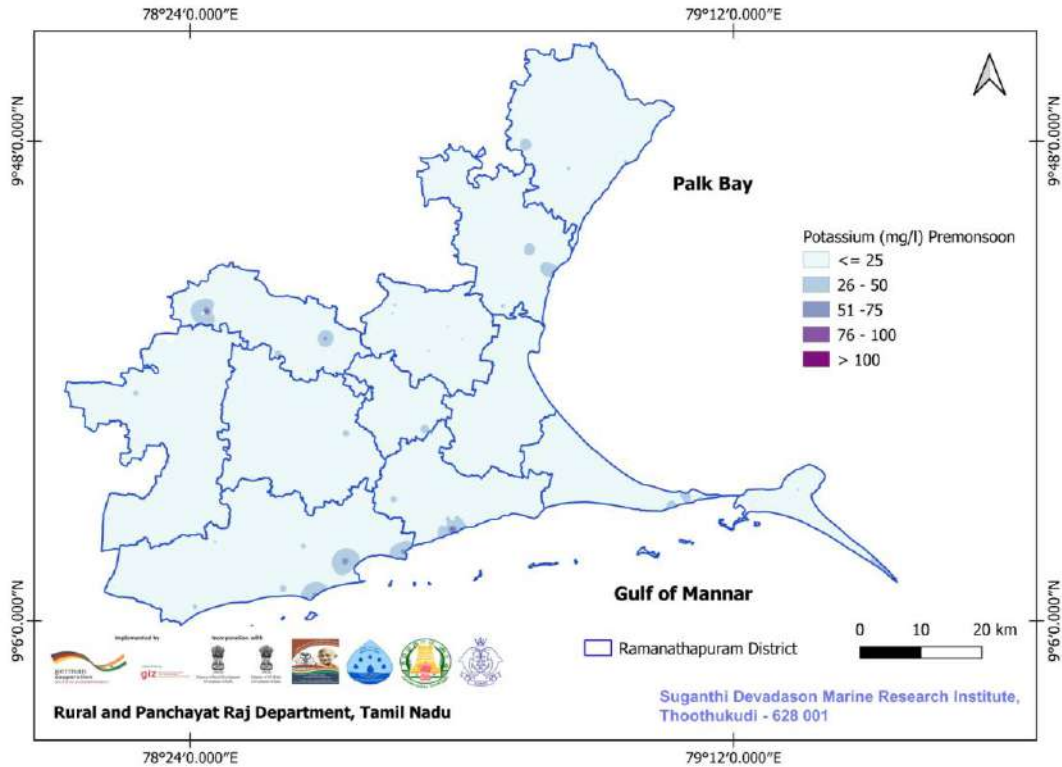 78°24′0.000″E
79°12′0.000″E
9°48′0.000″N
9°48′0.000″N
Palk Bay
Potassium (mg/l) Premonsoon
<= 25
26 - 50
51 -75
76 - 100
> 100
Gulf of Mannar
9°6′0.000″N
9°6′0.000″N
Implemented by
giz
Ramanathapuram District
0 10 20 km
Rural and Panchayat Raj Department, Tamil Nadu
Suganthi Devadason Marine Research Institute,
Thoothukudi - 628 001
78°24′0.000″E
79°12′0.000″E